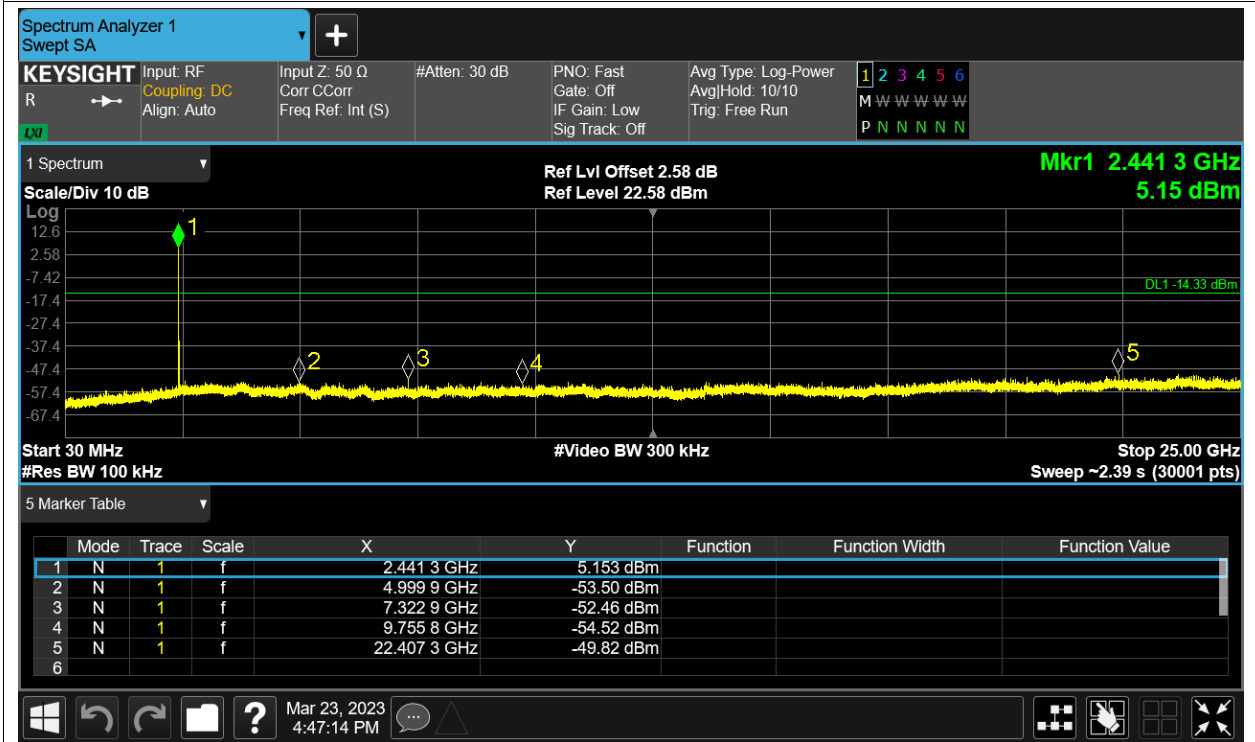 Spectrum Analyzer 1
Swept SA
+
KEYSIGHT
R
LXI
Input: RF
Coupling: DC
Align: Auto
Input Z: 50 Ω
Corr CCorr
Freq Ref: Int (S)
#Atten: 30 dB
PNO: Fast
Gate: Off
IF Gain: Low
Sig Track: Off
Avg Type: Log-Power
Avg|Hold: 10/10
Trig: Free Run
1 2 3 4 5 6
M W W W W W
P N N N N N
1 Spectrum
Scale/Div 10 dB
Ref Lvl Offset 2.58 dB
Ref Level 22.58 dBm
Mkr1 2.441 3 GHz
5.15 dBm
Log
12.6
2.58
-7.42
-17.4
-27.4
-37.4
-47.4
-57.4
-67.4
1
2
3
4
5
DL1 -14.33 dBm
Start 30 MHz
#Video BW 300 kHz
Stop 25.00 GHz
#Res BW 100 kHz
Sweep ~2.39 s (30001 pts)
5 Marker Table
Mode Trace Scale X Y Function Function Width Function Value
1 N 1 f 2.441 3 GHz 5.153 dBm
2 N 1 f 4.999 9 GHz -53.50 dBm
3 N 1 f 7.322 9 GHz -52.46 dBm
4 N 1 f 9.755 8 GHz -54.52 dBm
5 N 1 f 22.407 3 GHz -49.82 dBm
6
?
Mar 23, 2023
4:47:14 PM